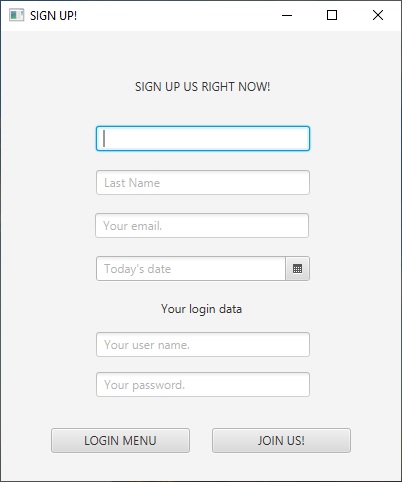 SIGN UP!
SIGN UP US RIGHT NOW!
Last Name
Your email.
Today's date
Your login data
Your user name.
Your password.
LOGIN MENU
JOIN US!